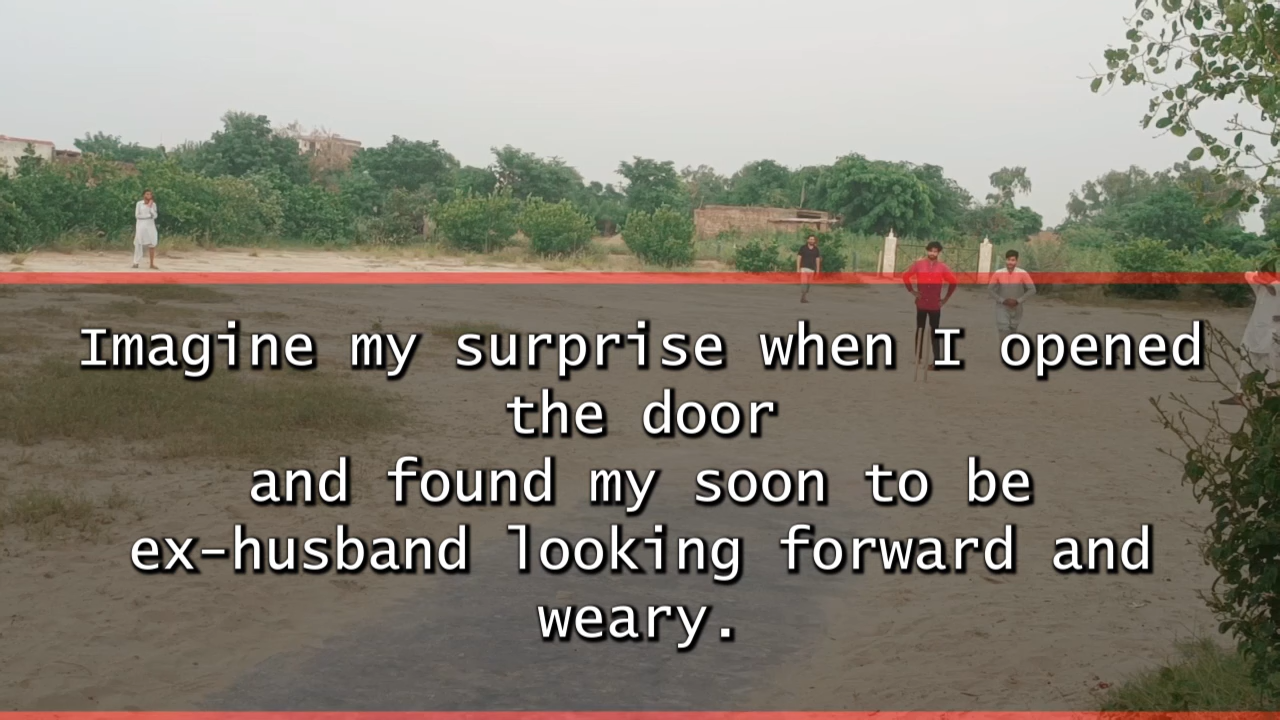 Imagine my surprise when I opened
the door
and found my soon to be
ex-husband looking forward and
weary.